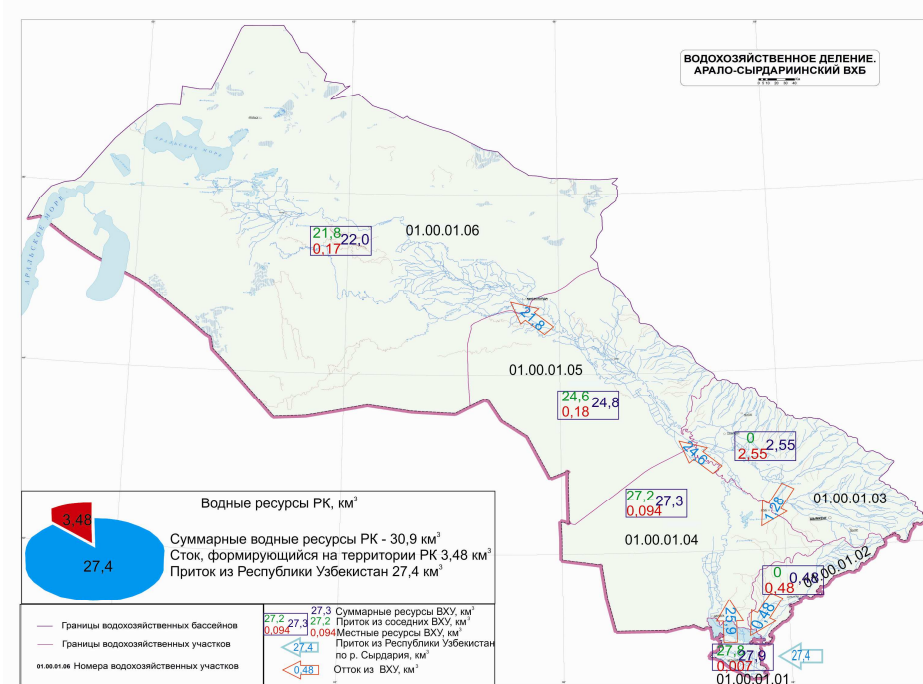 ВОДОХОЗЯЙСТВЕННОЕ ДЕЛЕНИЕ.
АРАЛО-СЫРДАРИИНСКИЙ ВХБ
АРАЛЬСКОЕ МОРЕ
АРАЛЬСКОЕ МОРЕ
01.00.01.06
21,8
22,0
0,17
21,8
01.00.01.05
24,6
24,8
0,18
24,6
0
2,55
2,55
1,28
01.00.01.03
27,2
27,3
0,094
01.00.01.04
01.00.01.02
0
0,48
0,48
0,48
25,9
27,9
0,007
27,4
01.00.01.01
Водные ресурсы РК, км³
3,48
27,4
Суммарные водные ресурсы РК - 30,9 км³
Сток, формирующийся на территории РК 3,48 км³
Приток из Республики Узбекистан 27,4 км³
Границы водохозяйственных бассейнов
Границы водохозяйственных участков
01.00.01.06 Номера водохозяйственных участков
27,2
27,3
0,094
27,3 Суммарные ресурсы ВХУ, км³
27,2 Приток из соседних ВХУ, км³
0,094 Местные ресурсы ВХУ, км³
27,4 Приток из Республики Узбекистан
по р. Сырдария, км³
0,48 Отток из ВХУ, км³